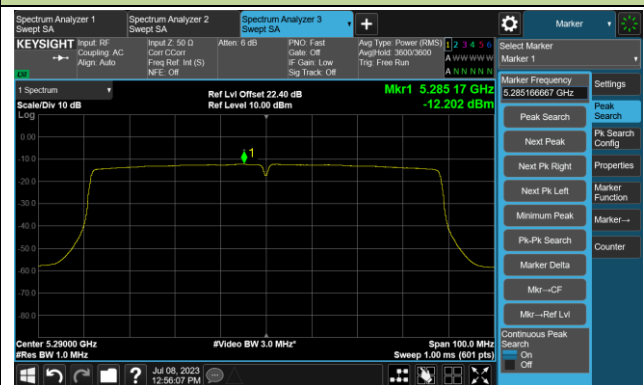 Spectrum Analyzer 1
Swept SA
Spectrum Analyzer 2
Swept SA
Spectrum Analyzer 3
Swept SA
Marker
KEYSIGHT
Input: RF
Coupling: AC
Align: Auto
Input Z: 50 Ω
Corr CCorr
Freq Ref: Int (S)
NFE: Off
Atten: 6 dB
PNO: Fast
Gate: Off
IF Gain: Low
Sig Track: Off
Avg Type: Power (RMS)
Avg|Hold: 3600/3600
Trig: Free Run
1 2 3 4 5 6
A W W W W W
A N N N N N
LXI
Select Marker
Marker 1
1 Spectrum
Scale/Div 10 dB
Log
Ref Lvl Offset 22.40 dB
Ref Level 10.00 dBm
Mkr1 5.285 17 GHz
-12.202 dBm
1
0.00
-10.0
-20.0
-30.0
-40.0
-50.0
-60.0
-70.0
-80.0
Center 5.29000 GHz
#Res BW 1.0 MHz
#Video BW 3.0 MHz*
Span 100.0 MHz
Sweep 1.00 ms (601 pts)
Marker Frequency
5.285166667 GHz
Peak Search
Next Peak
Next Pk Right
Next Pk Left
Minimum Peak
Pk-Pk Search
Marker Delta
Mkr→CF
Mkr→Ref Lvl
Continuous Peak
Search
On
Off
Settings
Peak
Search
Pk Search
Config
Properties
Marker
Function
Marker→
Counter
Jul 08, 2023
12:56:07 PM